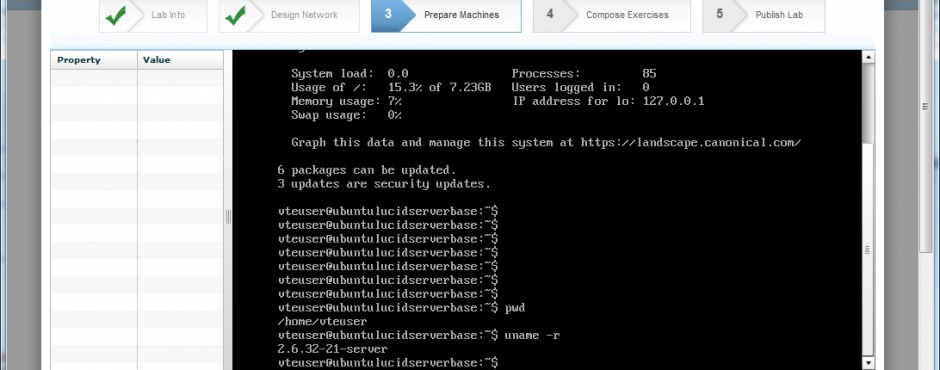 Lab Info
Design Network
3 Prepare Machines
4 Compose Exercises
5 Publish Lab
Property Value
System load: 0.0 Processes: 85
Usage of /: 15.3% of 7.23GB Users logged in: 0
Memory usage: 7% IP address for lo: 127.0.0.1
Swap usage: 0%
Graph this data and manage this system at https://landscape.canonical.com/
6 packages can be updated.
3 updates are security updates.
vteuser@ubuntulucidserverbase:~$
vteuser@ubuntulucidserverbase:~$
vteuser@ubuntulucidserverbase:~$
vteuser@ubuntulucidserverbase:~$
vteuser@ubuntulucidserverbase:~$
vteuser@ubuntulucidserverbase:~$
vteuser@ubuntulucidserverbase:~$
vteuser@ubuntulucidserverbase:~$ pwd
/home/vteuser
vteuser@ubuntulucidserverbase:~$ uname -r
2.6.32-21-server
vteuser@ubuntulucidserverbase:~$